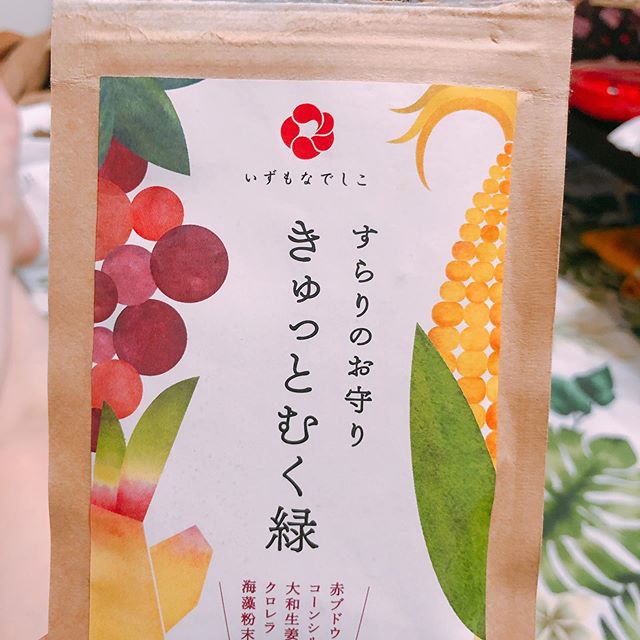 いずもなでしこ
すらりのお守り
きゅっとむく緑
赤ブドウ
コーンシル
大和生姜
クロレラ
海藻粉末